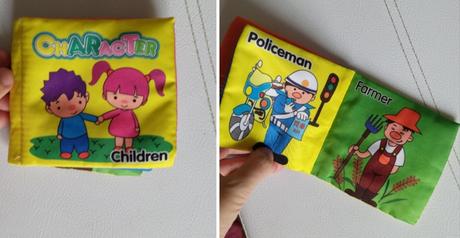 CHARACTER
Children
Policeman
Farmer